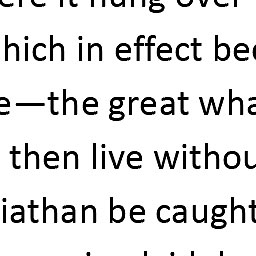 ere it hung over
hich in effect bec
e—the great wha
then live withou
iathan be caught